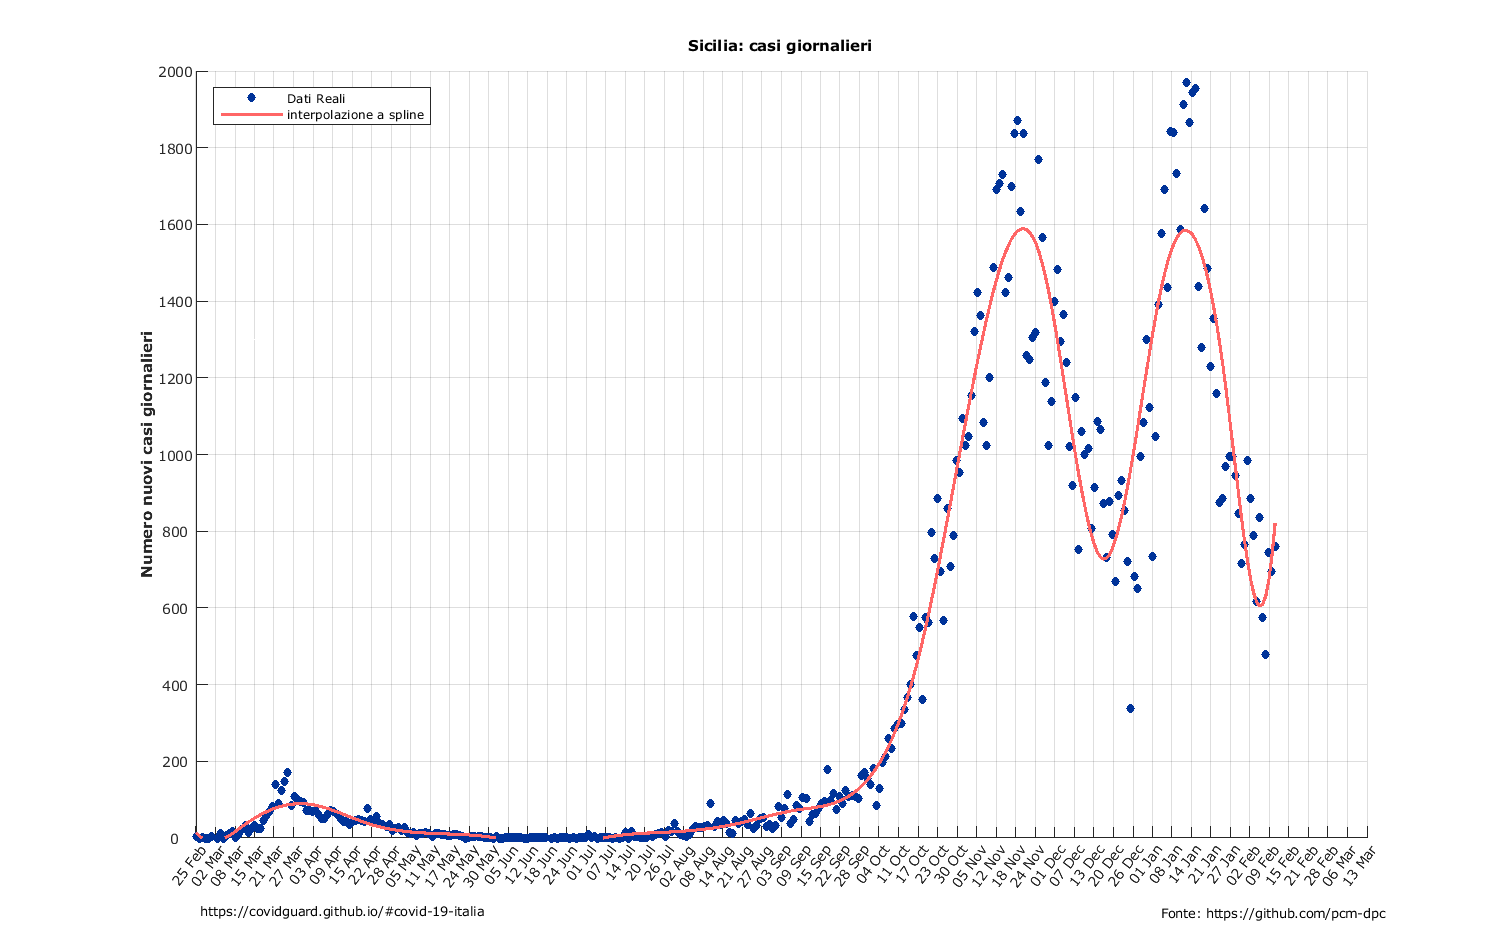 Sicilia: casi giornalieri
Dati Reali
interpolazione a spline
Numero nuovi casi giornalieri
2000
1800
1600
1400
1200
1000
800
600
400
200
0
25 Feb
02 Mar
08 Mar
15 Mar
21 Mar
27 Mar
03 Apr
09 Apr
15 Apr
22 Apr
28 Apr
05 May
11 May
17 May
24 May
30 May
05 Jun
12 Jun
18 Jun
24 Jun
01 Jul
07 Jul
14 Jul
20 Jul
26 Jul
02 Aug
08 Aug
14 Aug
21 Aug
27 Aug
03 Sep
09 Sep
15 Sep
22 Sep
28 Oct
04 Oct
11 Oct
17 Oct
23 Oct
30 Oct
05 Nov
12 Nov
18 Nov
24 Nov
01 Dec
07 Dec
13 Dec
20 Dec
26 Dec
02 Jan
08 Jan
14 Jan
21 Jan
27 Jan
02 Feb
09 Feb
15 Feb
21 Feb
28 Feb
06 Mar
13 Mar
https://covidguard.github.io/#covid-19-italia
Fonte: https://github.com/pcm-dpc